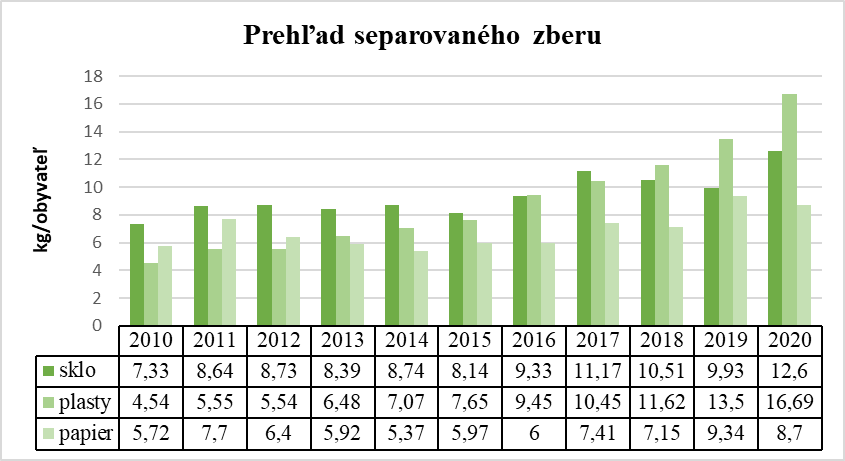 Prehľad separovaného zberu
kg/obyvateľ
18
16
14
12
10
8
6
4
2
0
2010 2011 2012 2013 2014 2015 2016 2017 2018 2019 2020
sklo 7,33 8,64 8,73 8,39 8,74 8,14 9,33 11,17 10,51 9,93 12,6
plasty 4,54 5,55 5,54 6,48 7,07 7,65 9,45 10,45 11,62 13,5 16,69
papier 5,72 7,7 6,4 5,92 5,37 5,97 6 7,41 7,15 9,34 8,7